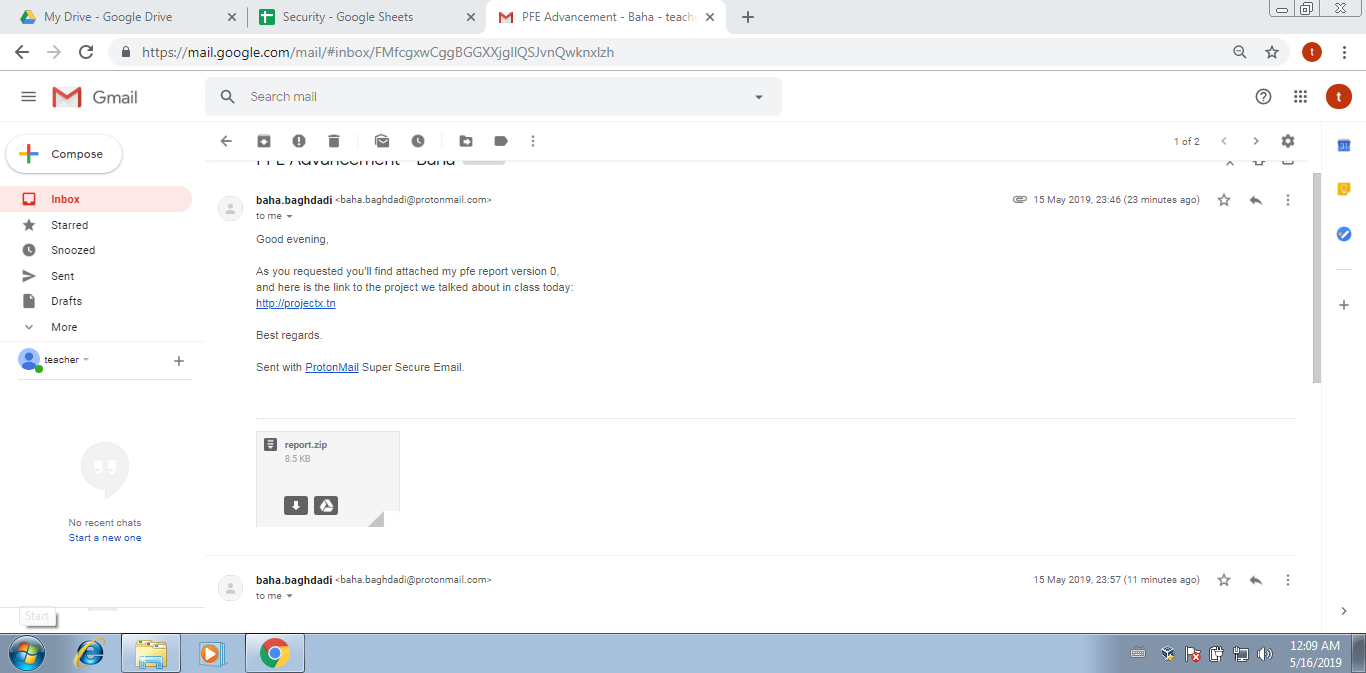 My Drive - Google Drive
Security - Google Sheets
PFE Advancement - Baha - teach
https://mail.google.com/mail/#inbox/FMfcgxwCggBGGXXjgllQSJvnQwknxlzh
t
Gmail
Search mail
t
Compose
1 of 2
31
PFE Advancement - Baha
Inbox
baha.baghdadi <baha.baghdadi@protonmail.com>
15 May 2019, 23:46 (23 minutes ago)
to me
Starred
Good evening,
Snoozed
Sent
As you requested you'll find attached my pfe report version 0,
and here is the link to the project we talked about in class today:
Drafts
http://projectx.tn
More
Best regards.
teacher
Sent with ProtonMail Super Secure Email.
report.zip
8.5 KB
No recent chats
Start a new one
baha.baghdadi <baha.baghdadi@protonmail.com>
15 May 2019, 23:57 (11 minutes ago)
to me
Start
12:09 AM
5/16/2019